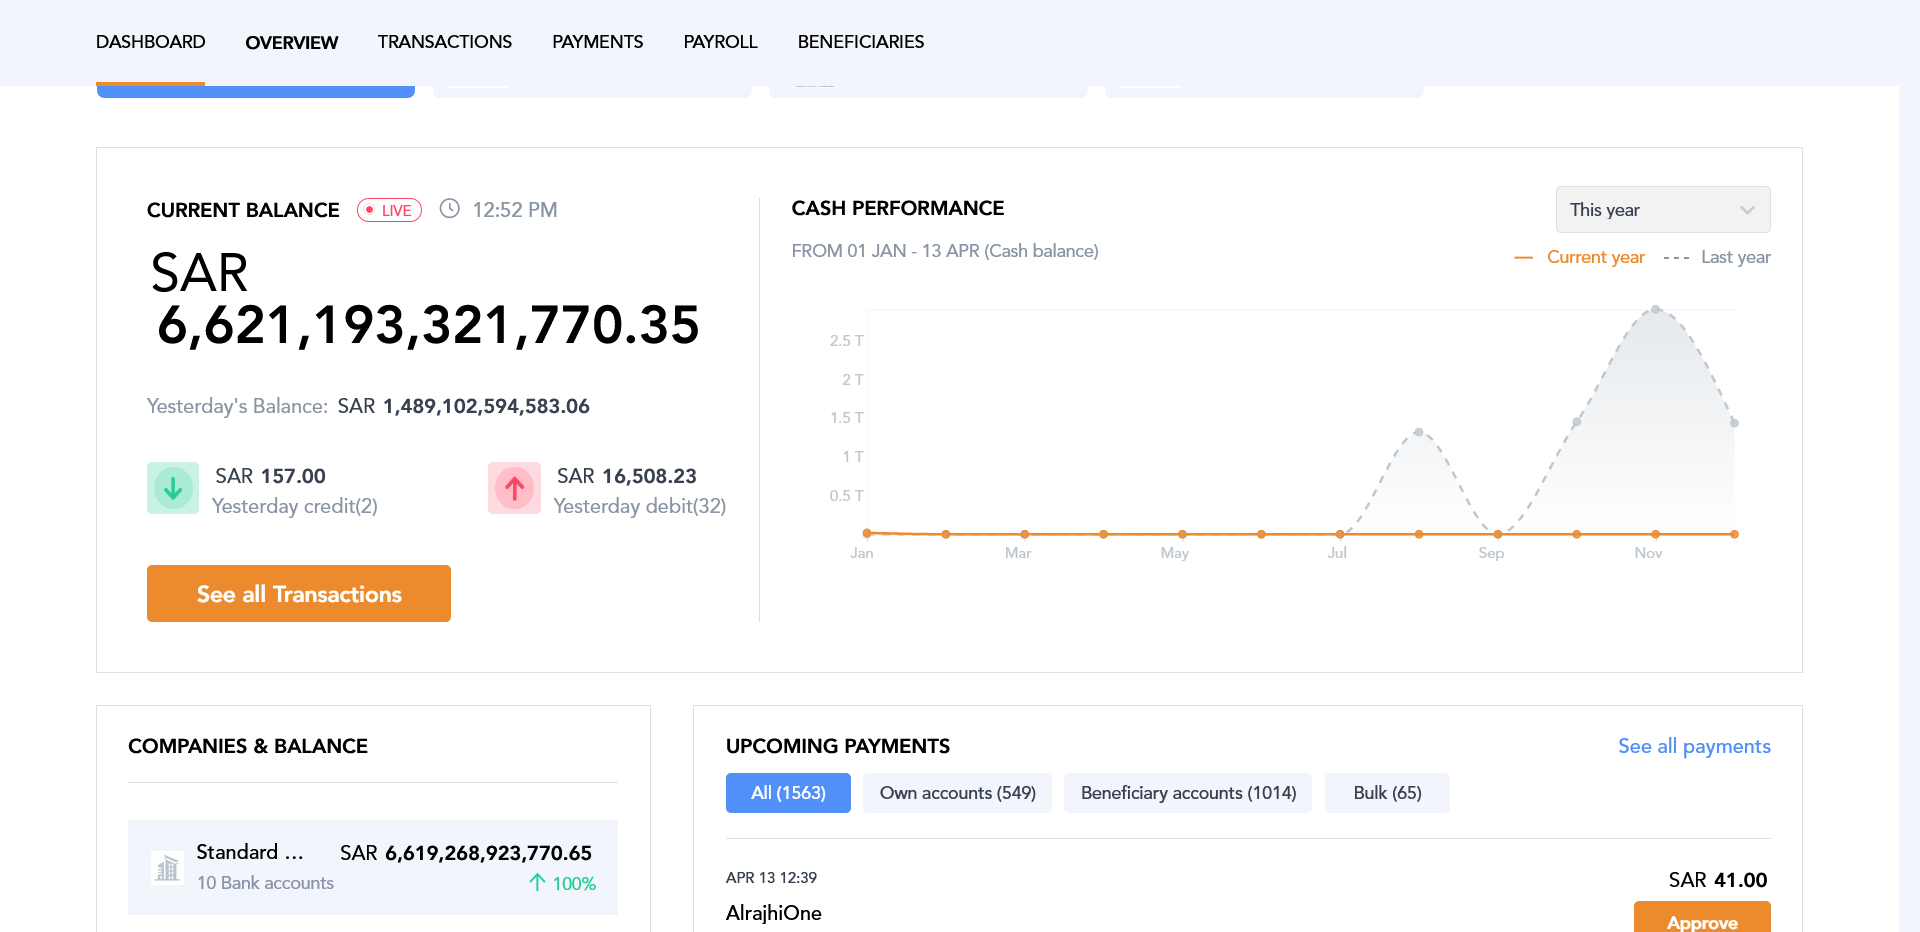 DASHBOARD OVERVIEW TRANSACTIONS PAYMENTS PAYROLL BENEFICIARIES
CURRENT BALANCE LIVE 12:52 PM
SAR
6,621,193,321,770.35
Yesterday's Balance: SAR 1,489,102,594,583.06
SAR 157.00
Yesterday credit(2)
SAR 16,508.23
Yesterday debit(32)
See all Transactions
CASH PERFORMANCE
This year
FROM 01 JAN - 13 APR (Cash balance)
Current year Last year
2.5 T
2 T
1.5 T
1 T
0.5 T
Jan Mar May Jul Sep Nov
COMPANIES & BALANCE
Standard ... SAR 6,619,268,923,770.65
10 Bank accounts 100%
UPCOMING PAYMENTS
See all payments
All (1563) Own accounts (549) Beneficiary accounts (1014) Bulk (65)
APR 13 12:39
SAR 41.00
AlrajhiOne
Approve